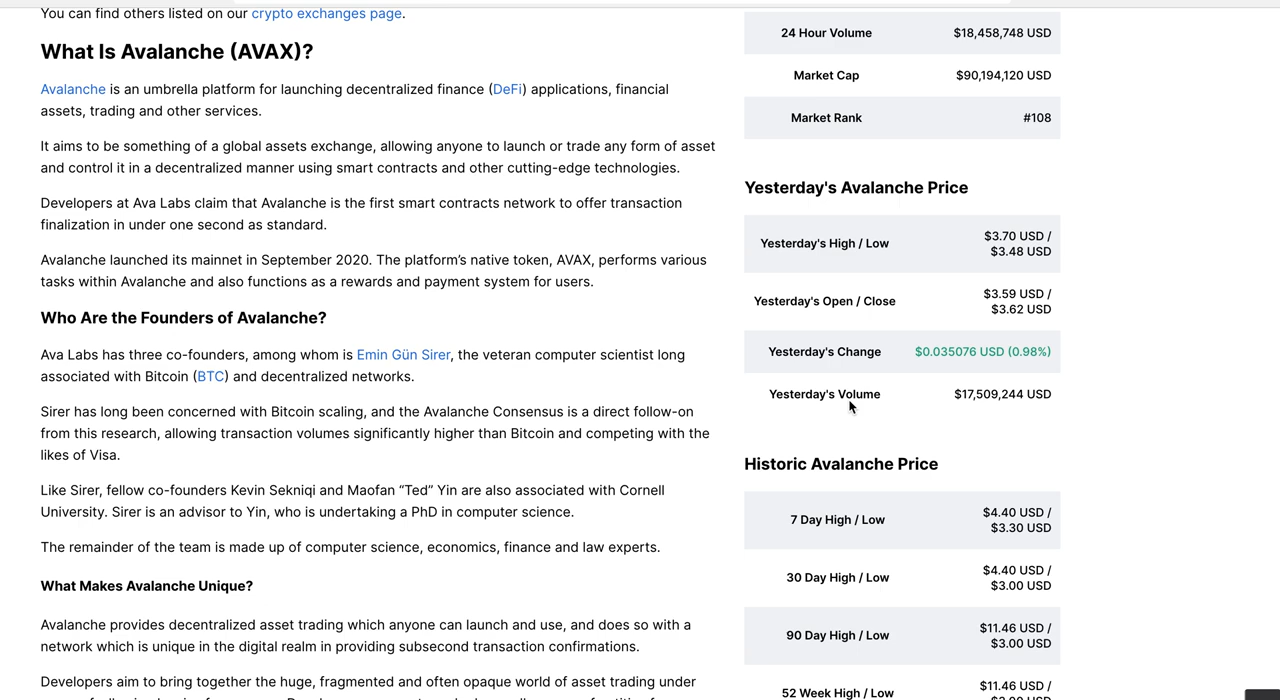 You can find others listed on our crypto exchanges page.
What Is Avalanche (AVAX)?
Avalanche is an umbrella platform for launching decentralized finance (DeFi) applications, financial
assets, trading and other services.
It aims to be something of a global assets exchange, allowing anyone to launch or trade any form of asset
and control it in a decentralized manner using smart contracts and other cutting-edge technologies.
Developers at Ava Labs claim that Avalanche is the first smart contracts network to offer transaction
finalization in under one second as standard.
Avalanche launched its mainnet in September 2020. The platform’s native token, AVAX, performs various
tasks within Avalanche and also functions as a rewards and payment system for users.
Who Are the Founders of Avalanche?
Ava Labs has three co-founders, among whom is Emin Gün Sirer, the veteran computer scientist long
associated with Bitcoin (BTC) and decentralized networks.
Sirer has long been concerned with Bitcoin scaling, and the Avalanche Consensus is a direct follow-on
from this research, allowing transaction volumes significantly higher than Bitcoin and competing with the
likes of Visa.
Like Sirer, fellow co-founders Kevin Sekniqi and Maofan “Ted” Yin are also associated with Cornell
University. Sirer is an advisor to Yin, who is undertaking a PhD in computer science.
The remainder of the team is made up of computer science, economics, finance and law experts.
What Makes Avalanche Unique?
Avalanche provides decentralized asset trading which anyone can launch and use, and does so with a
network which is unique in the digital realm in providing subsecond transaction confirmations.
Developers aim to bring together the huge, fragmented and often opaque world of asset trading under
24 Hour Volume $18,458,748 USD
Market Cap $90,194,120 USD
Market Rank #108
Yesterday's Avalanche Price
Yesterday's High / Low $3.70 USD /
$3.48 USD
Yesterday's Open / Close $3.59 USD /
$3.62 USD
Yesterday's Change $0.035076 USD (0.98%)
Yesterday's Volume $17,509,244 USD
Historic Avalanche Price
7 Day High / Low $4.40 USD /
$3.30 USD
30 Day High / Low $4.40 USD /
$3.00 USD
90 Day High / Low $11.46 USD /
$3.00 USD
52 Week High / Low $11.46 USD /